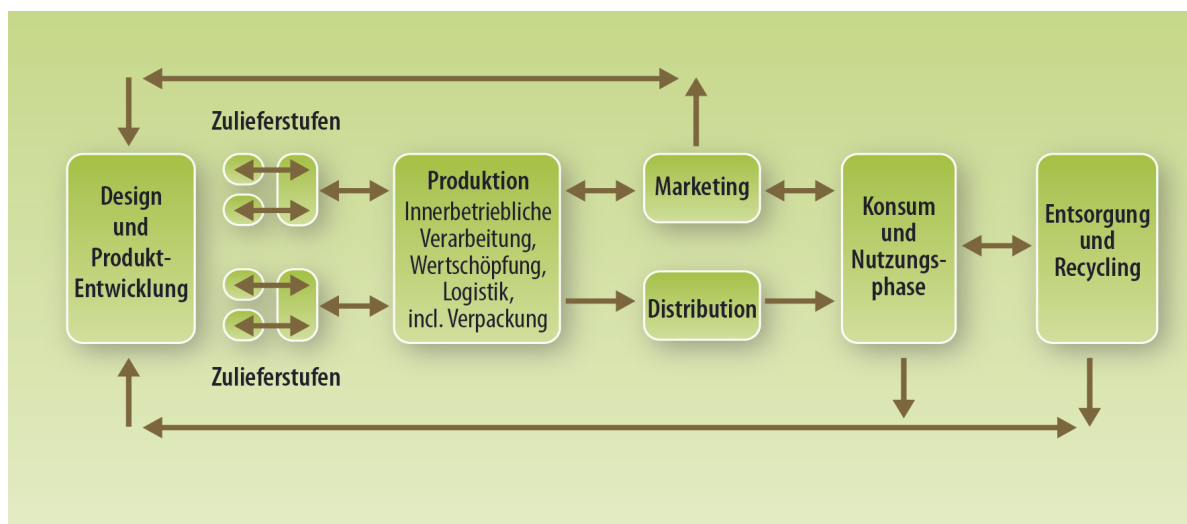 Zulieferstufen
Design
und
Produkt-
Entwicklung
Produktion
Innerbetriebliche
Verarbeitung,
Wertschöpfung,
Logistik,
incl. Verpackung
Marketing
Distribution
Konsum
und
Nutzungs-
phase
Entsorgung
und
Recycling
Zulieferstufen